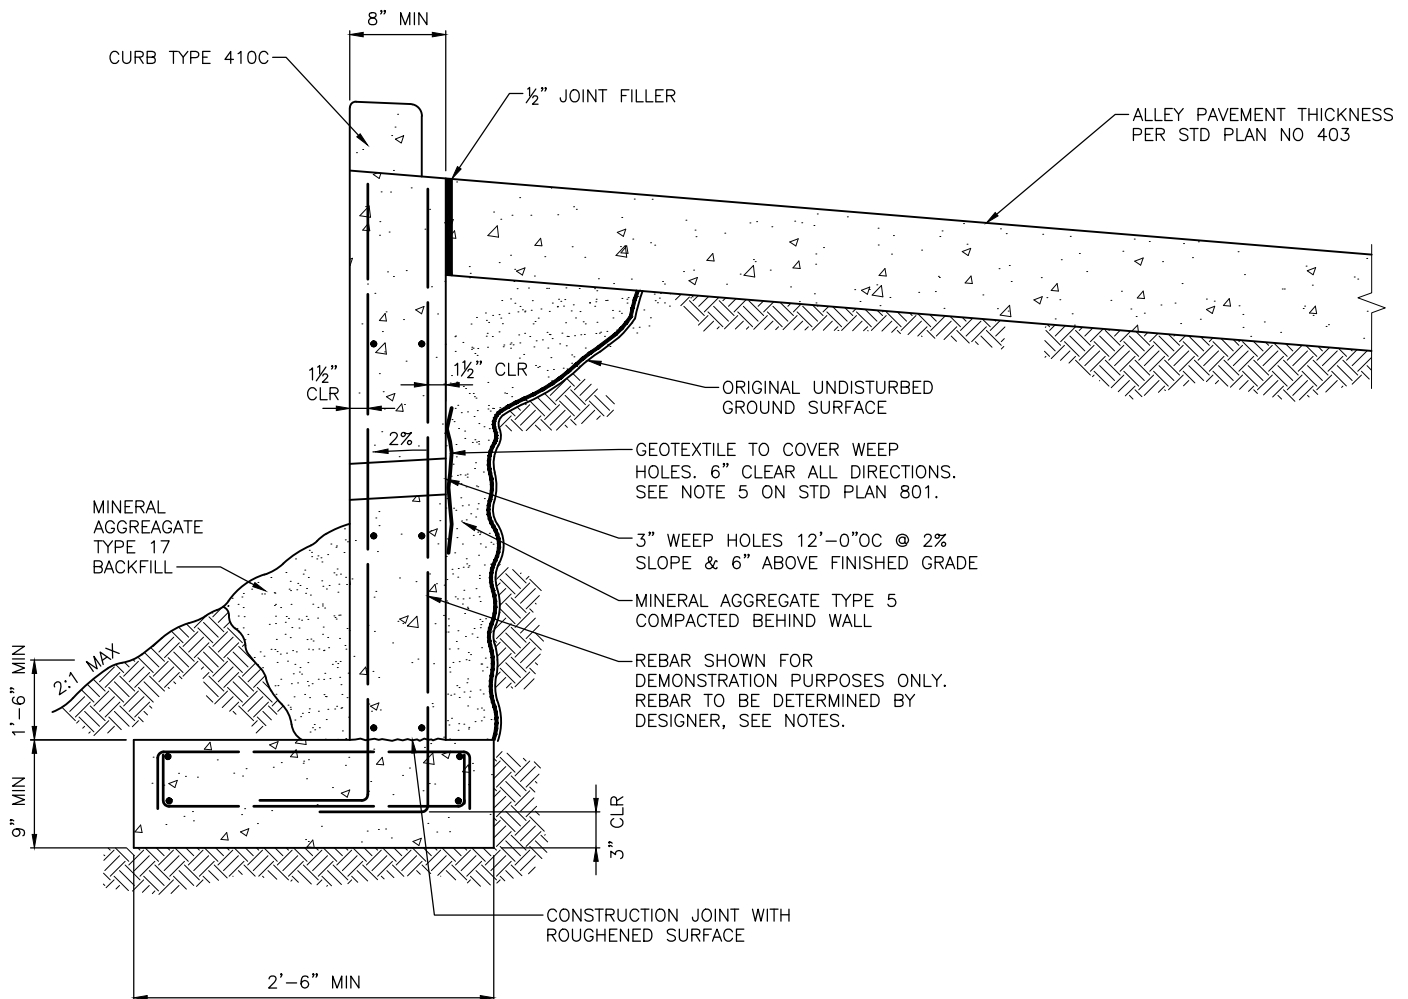 8” MIN
CURB TYPE 410C
½” JOINT FILLER
ALLEY PAVEMENT THICKNESS
PER STD PLAN NO 403
1½”
CLR
1½” CLR
ORIGINAL UNDISTURBED
GROUND SURFACE
2%
GEOTEXTILE TO COVER WEEP
HOLES. 6” CLEAR ALL DIRECTIONS.
SEE NOTE 5 ON STD PLAN 801.
MINERAL
AGGREAGATE
TYPE 17
BACKFILL
3” WEEP HOLES 12’-0”OC @ 2%
SLOPE & 6” ABOVE FINISHED GRADE
MINERAL AGGREGATE TYPE 5
COMPACTED BEHIND WALL
REBAR SHOWN FOR
DEMONSTRATION PURPOSES ONLY.
REBAR TO BE DETERMINED BY
DESIGNER, SEE NOTES.
2:1 MAX
1’-6” MIN
9” MIN
3” CLR
CONSTRUCTION JOINT WITH
ROUGHENED SURFACE
2’-6” MIN